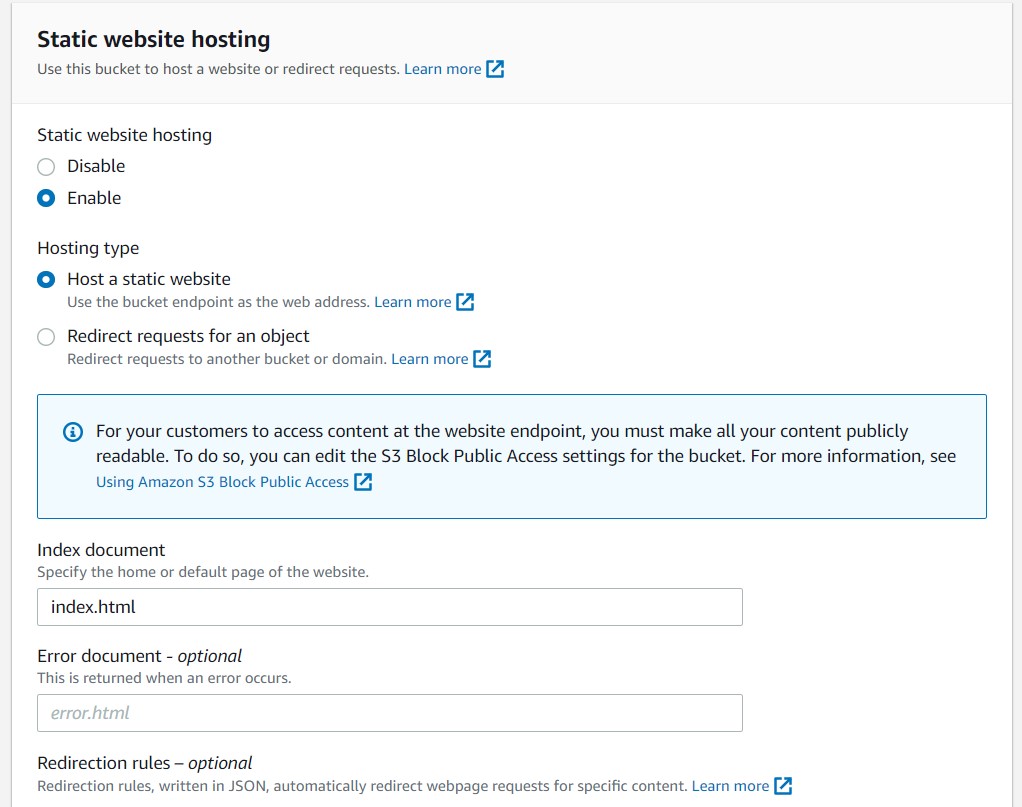 Static website hosting
Use this bucket to host a website or redirect requests. Learn more
Static website hosting
Disable
Enable
Hosting type
Host a static website
Use the bucket endpoint as the web address. Learn more
Redirect requests for an object
Redirect requests to another bucket or domain. Learn more
For your customers to access content at the website endpoint, you must make all your content publicly
readable. To do so, you can edit the S3 Block Public Access settings for the bucket. For more information, see
Using Amazon S3 Block Public Access
Index document
Specify the home or default page of the website.
index.html
Error document - optional
This is returned when an error occurs.
error.html
Redirection rules – optional
Redirection rules, written in JSON, automatically redirect webpage requests for specific content. Learn more